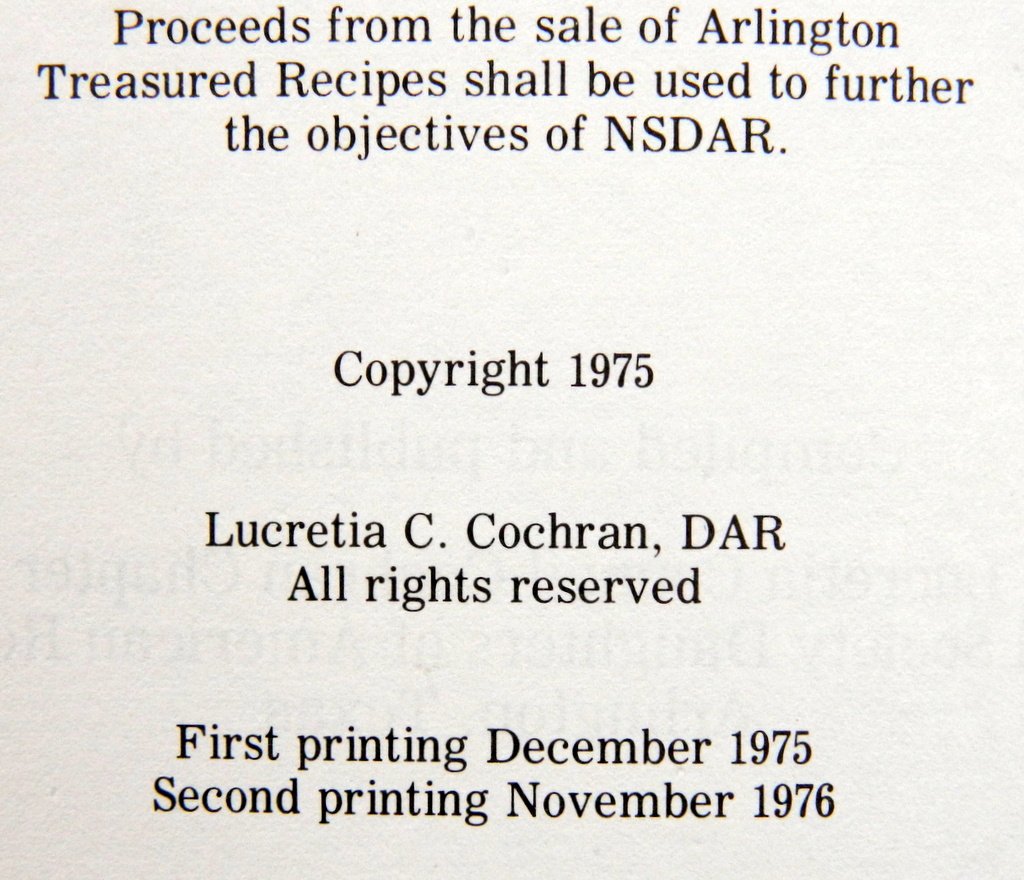 Proceeds from the sale of Arlington
Treasured Recipes shall be used to further
the objectives of NSDAR.
Copyright 1975
Lucretia C. Cochran, DAR
All rights reserved
First printing December 1975
Second printing November 1976